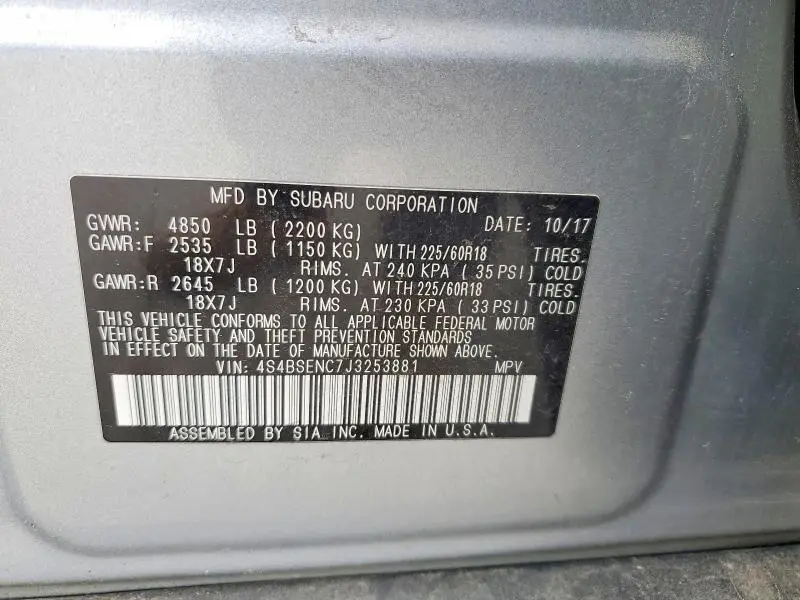 MFD BY SUBARU CORPORATION
GVWR: 4850 LB ( 2200 KG) DATE: 10/17
GAWR:F 2535 LB ( 1150 KG) WITH 225/60R18 TIRES.
18X7J RIMS. AT 240 KPA ( 35 PSI) COLD
GAWR:R 2645 LB ( 1200 KG) WITH 225/60R18 TIRES.
18X7J RIMS. AT 230 KPA ( 33 PSI) COLD
THIS VEHICLE CONFORMS TO ALL APPLICABLE FEDERAL MOTOR
VEHICLE SAFETY AND THEFT PREVENTION STANDARDS
IN EFFECT ON THE DATE OF MANUFACTURE SHOWN ABOVE.
VIN: 4S4BSENC7J3253881 MPV
ASSEMBLED BY SIA INC. MADE IN U.S.A.